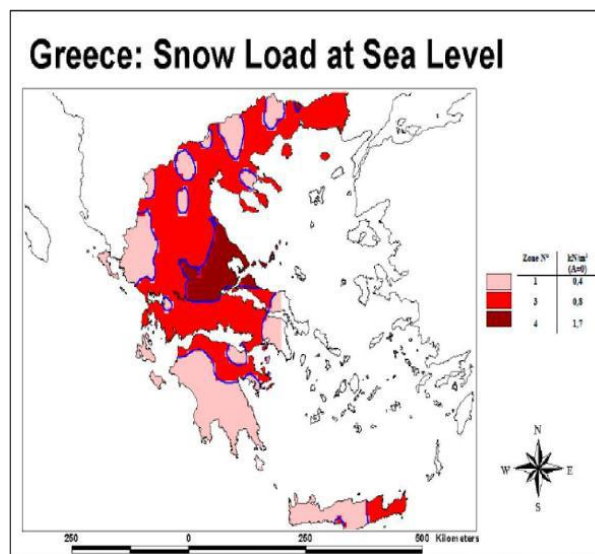 Greece: Snow Load at Sea Level
Zone N° kN/m² (A=0)
1 0,4
3 0,8
4 1,7
N
W E
S
250 0 250 500 Kilometers